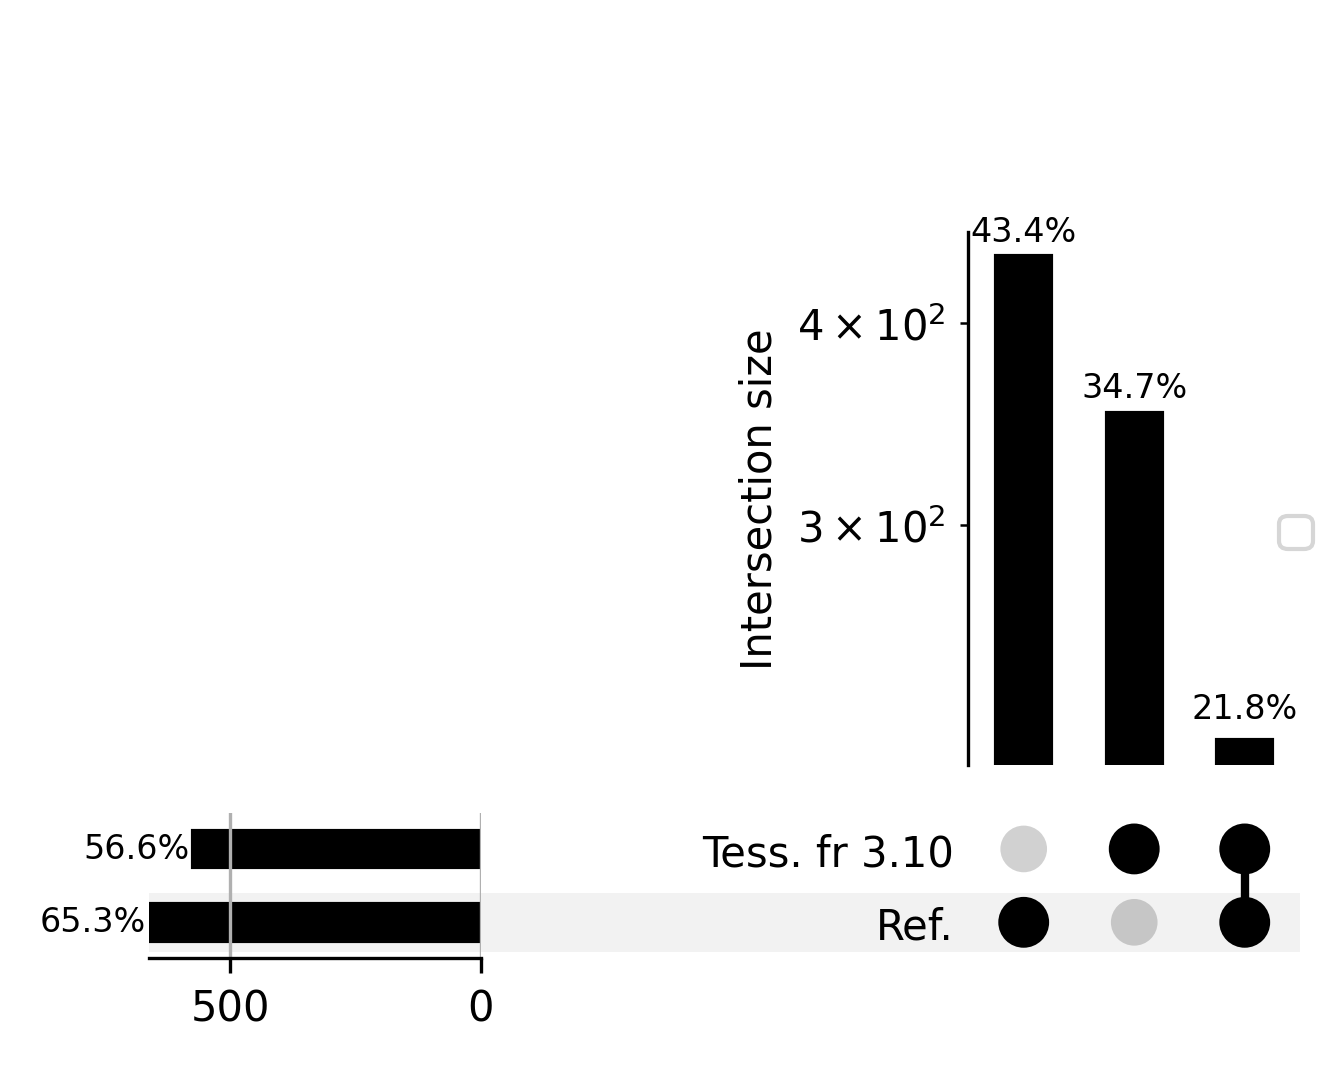 43.4%
4 × 10²
34.7%
Intersection size
3 × 10²
21.8%
56.6%
Tess. fr 3.10
65.3%
Ref.
500
0